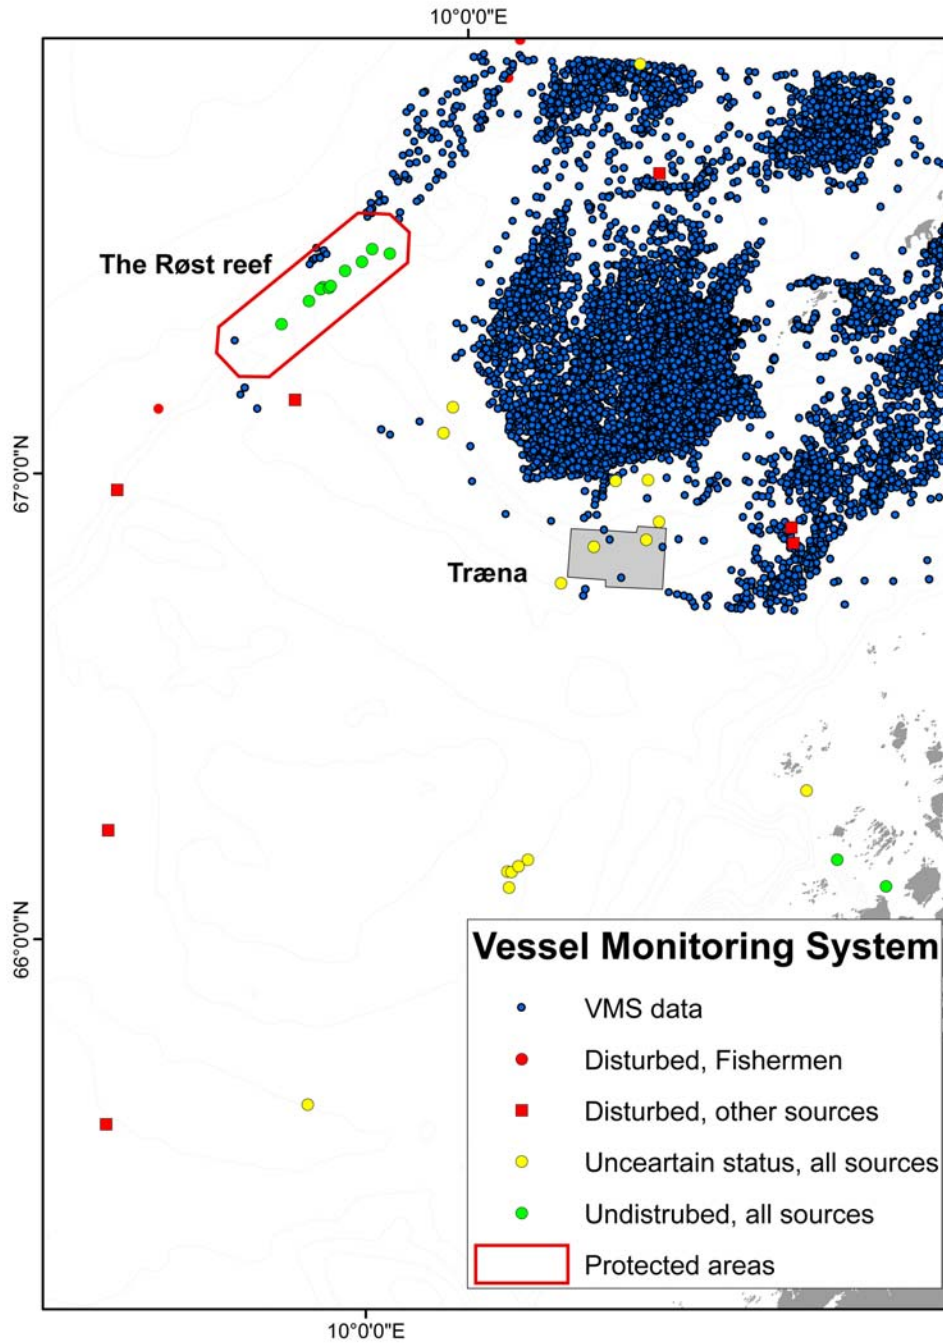 10°0'0"E
The Røst reef
67°0'0"N
Træna
66°0'0"N
Vessel Monitoring System
VMS data
Disturbed, Fishermen
Disturbed, other sources
Unceartain status, all sources
Undistrubed, all sources
Protected areas
10°0'0"E